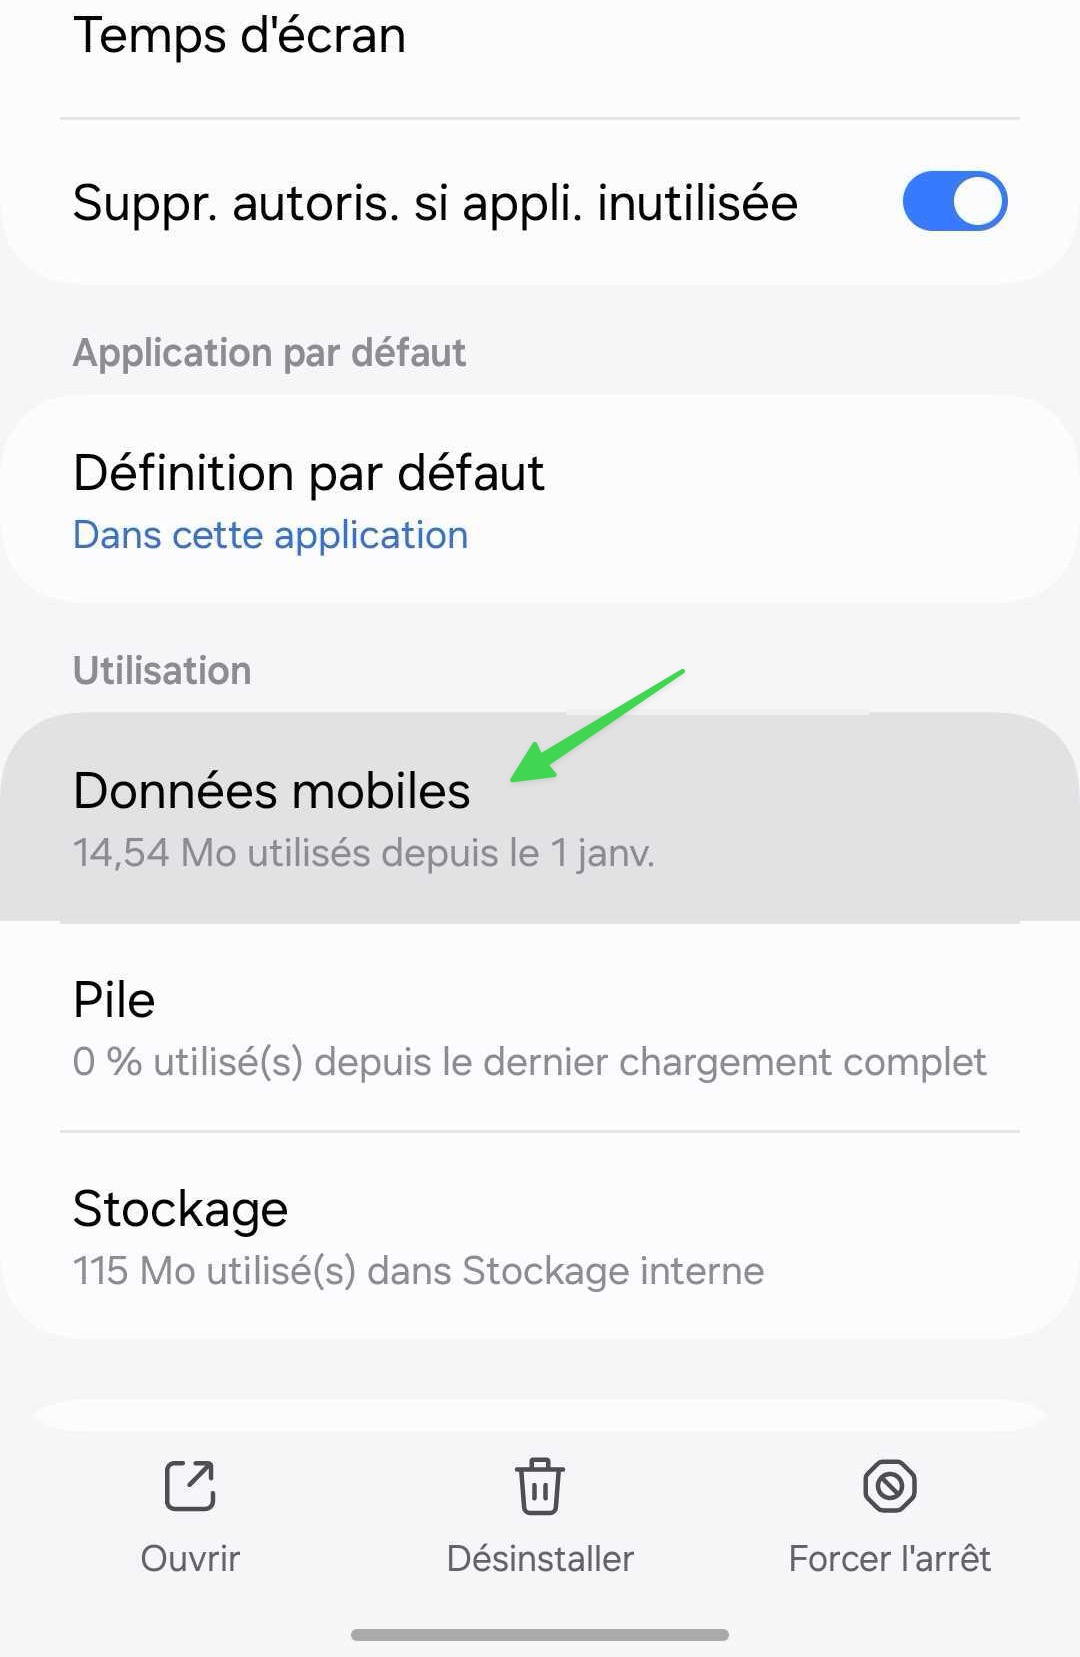 Temps d'écran
Suppr. autoris. si appli. inutilisée
Application par défaut
Définition par défaut
Dans cette application
Utilisation
Données mobiles
14,54 Mo utilisés depuis le 1 janv.
Pile
0 % utilisé(s) depuis le dernier chargement complet
Stockage
115 Mo utilisé(s) dans Stockage interne
Ouvrir
Désinstaller
Forcer l'arrêt